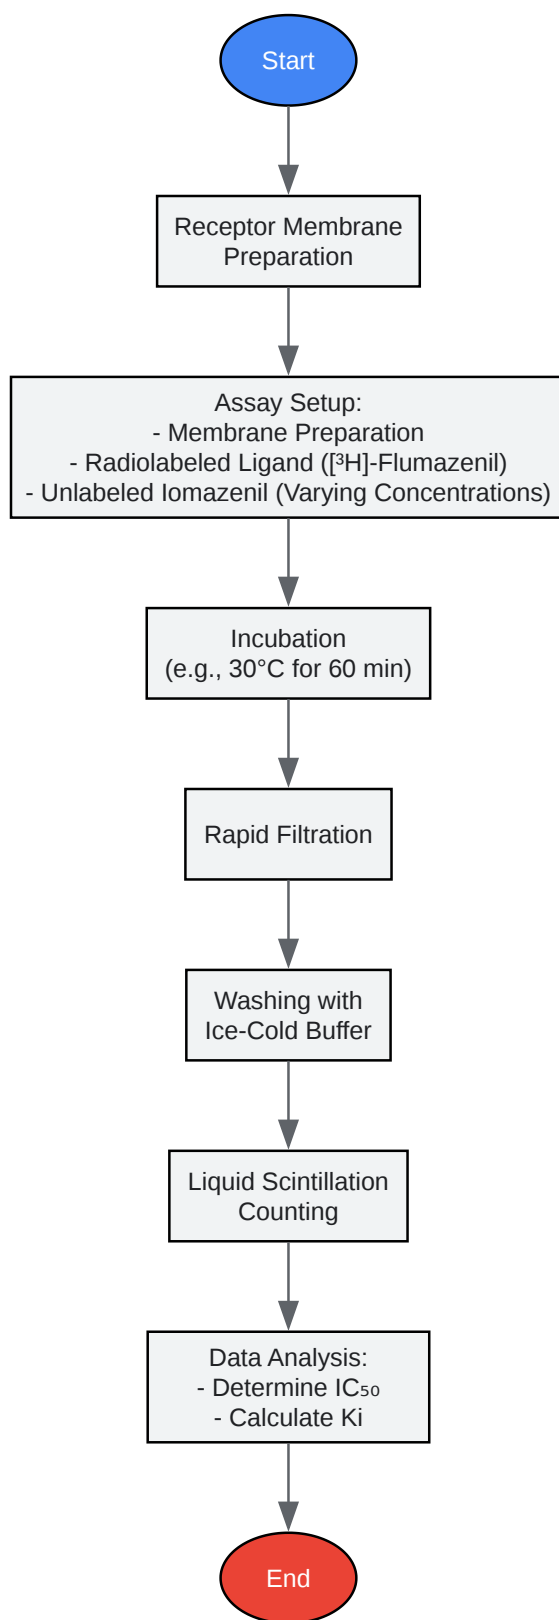 Start
Receptor Membrane
Preparation
Assay Setup:
- Membrane Preparation
- Radiolabeled Ligand ([³H]-Flumazenil)
- Unlabeled Iomazenil (Varying Concentrations)
Incubation
(e.g., 30°C for 60 min)
Rapid Filtration
Washing with
Ice-Cold Buffer
Liquid Scintillation
Counting
Data Analysis:
- Determine IC₅₀
- Calculate Ki
End